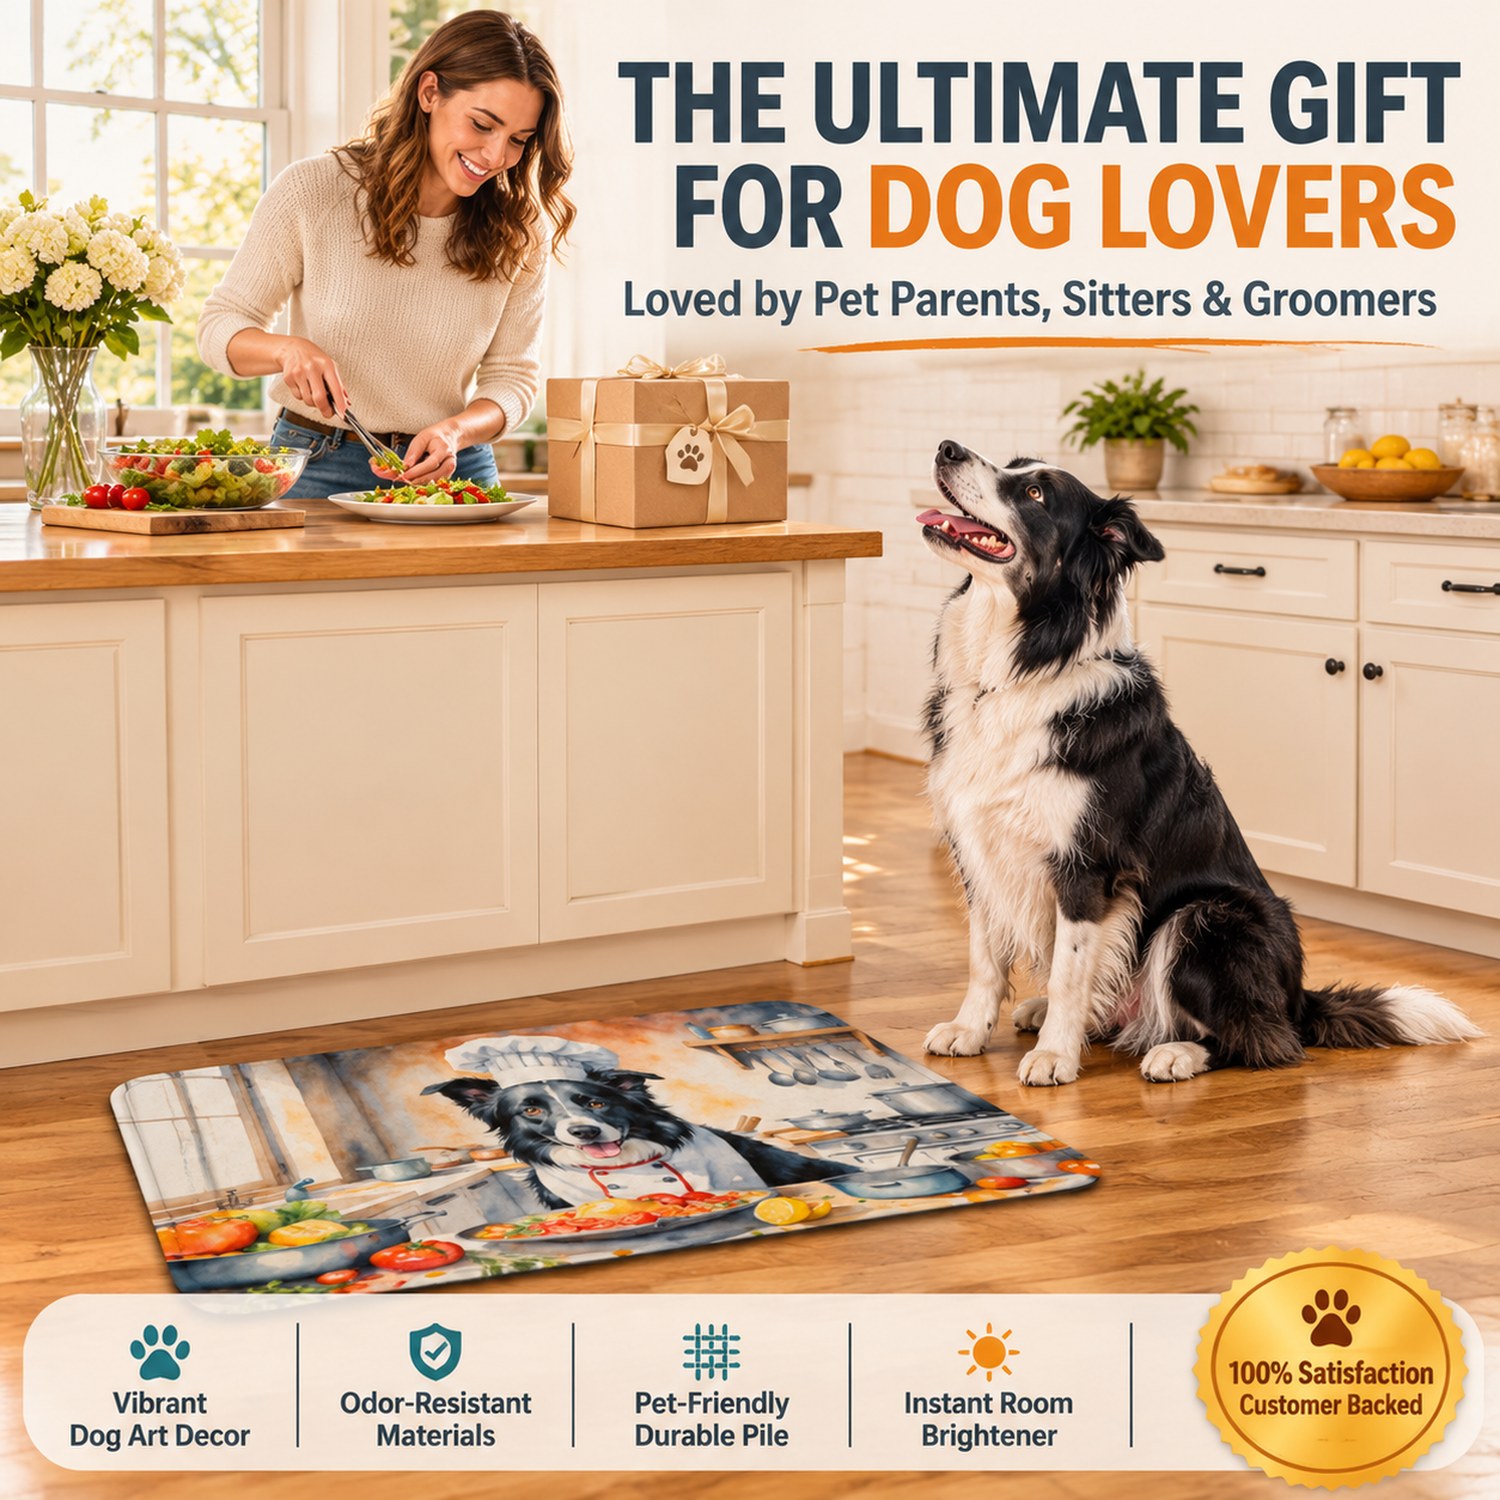 THE ULTIMATE GIFT
FOR DOG LOVERS
Loved by Pet Parents, Sitters & Groomers
Vibrant
Dog Art Decor
Odor-Resistant
Materials
Pet-Friendly
Durable Pile
Instant Room
Brightener
100% Satisfaction
Customer Backed